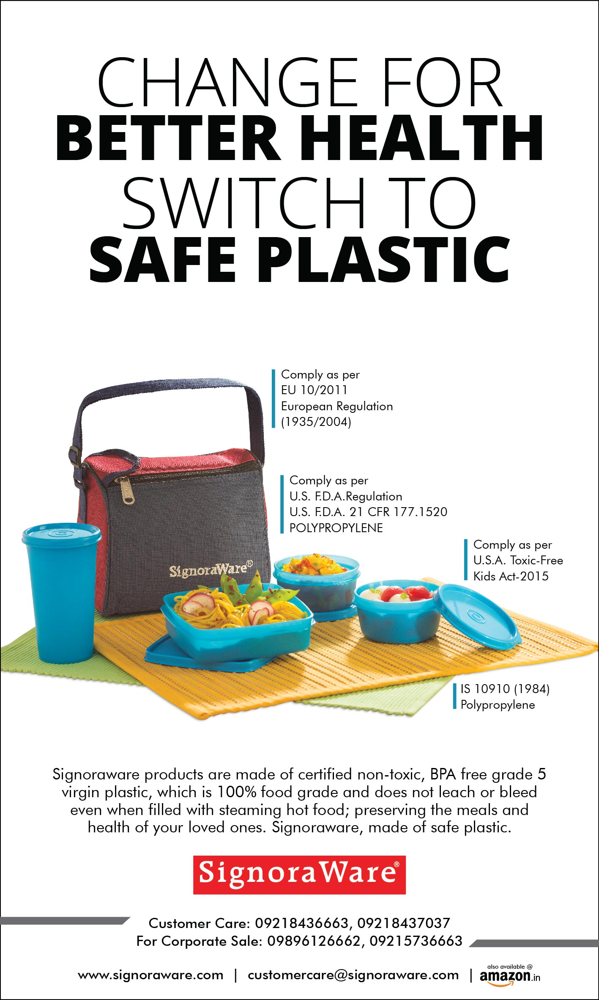 CHANGE FOR
BETTER HEALTH
SWITCH TO
SAFE PLASTIC
Comply as per
EU 10/2011
European Regulation
(1935/2004)
Comply as per
U.S. F.D.A.Regulation
U.S. F.D.A. 21 CFR 177.1520
POLYPROPYLENE
Comply as per
U.S.A. Toxic-Free
Kids Act-2015
SignoraWare®
IS 10910 (1984)
Polypropylene
Signoraware products are made of certified non-toxic, BPA free grade 5
virgin plastic, which is 100% food grade and does not leach or bleed
even when filled with steaming hot food; preserving the meals and
health of your loved ones. Signoraware, made of safe plastic.
SignoraWare®
Customer Care: 09218436663, 09218437037
For Corporate Sale: 09896126662, 09215736663
www.signoraware.com | customercare@signoraware.com |
also available @
amazon.in